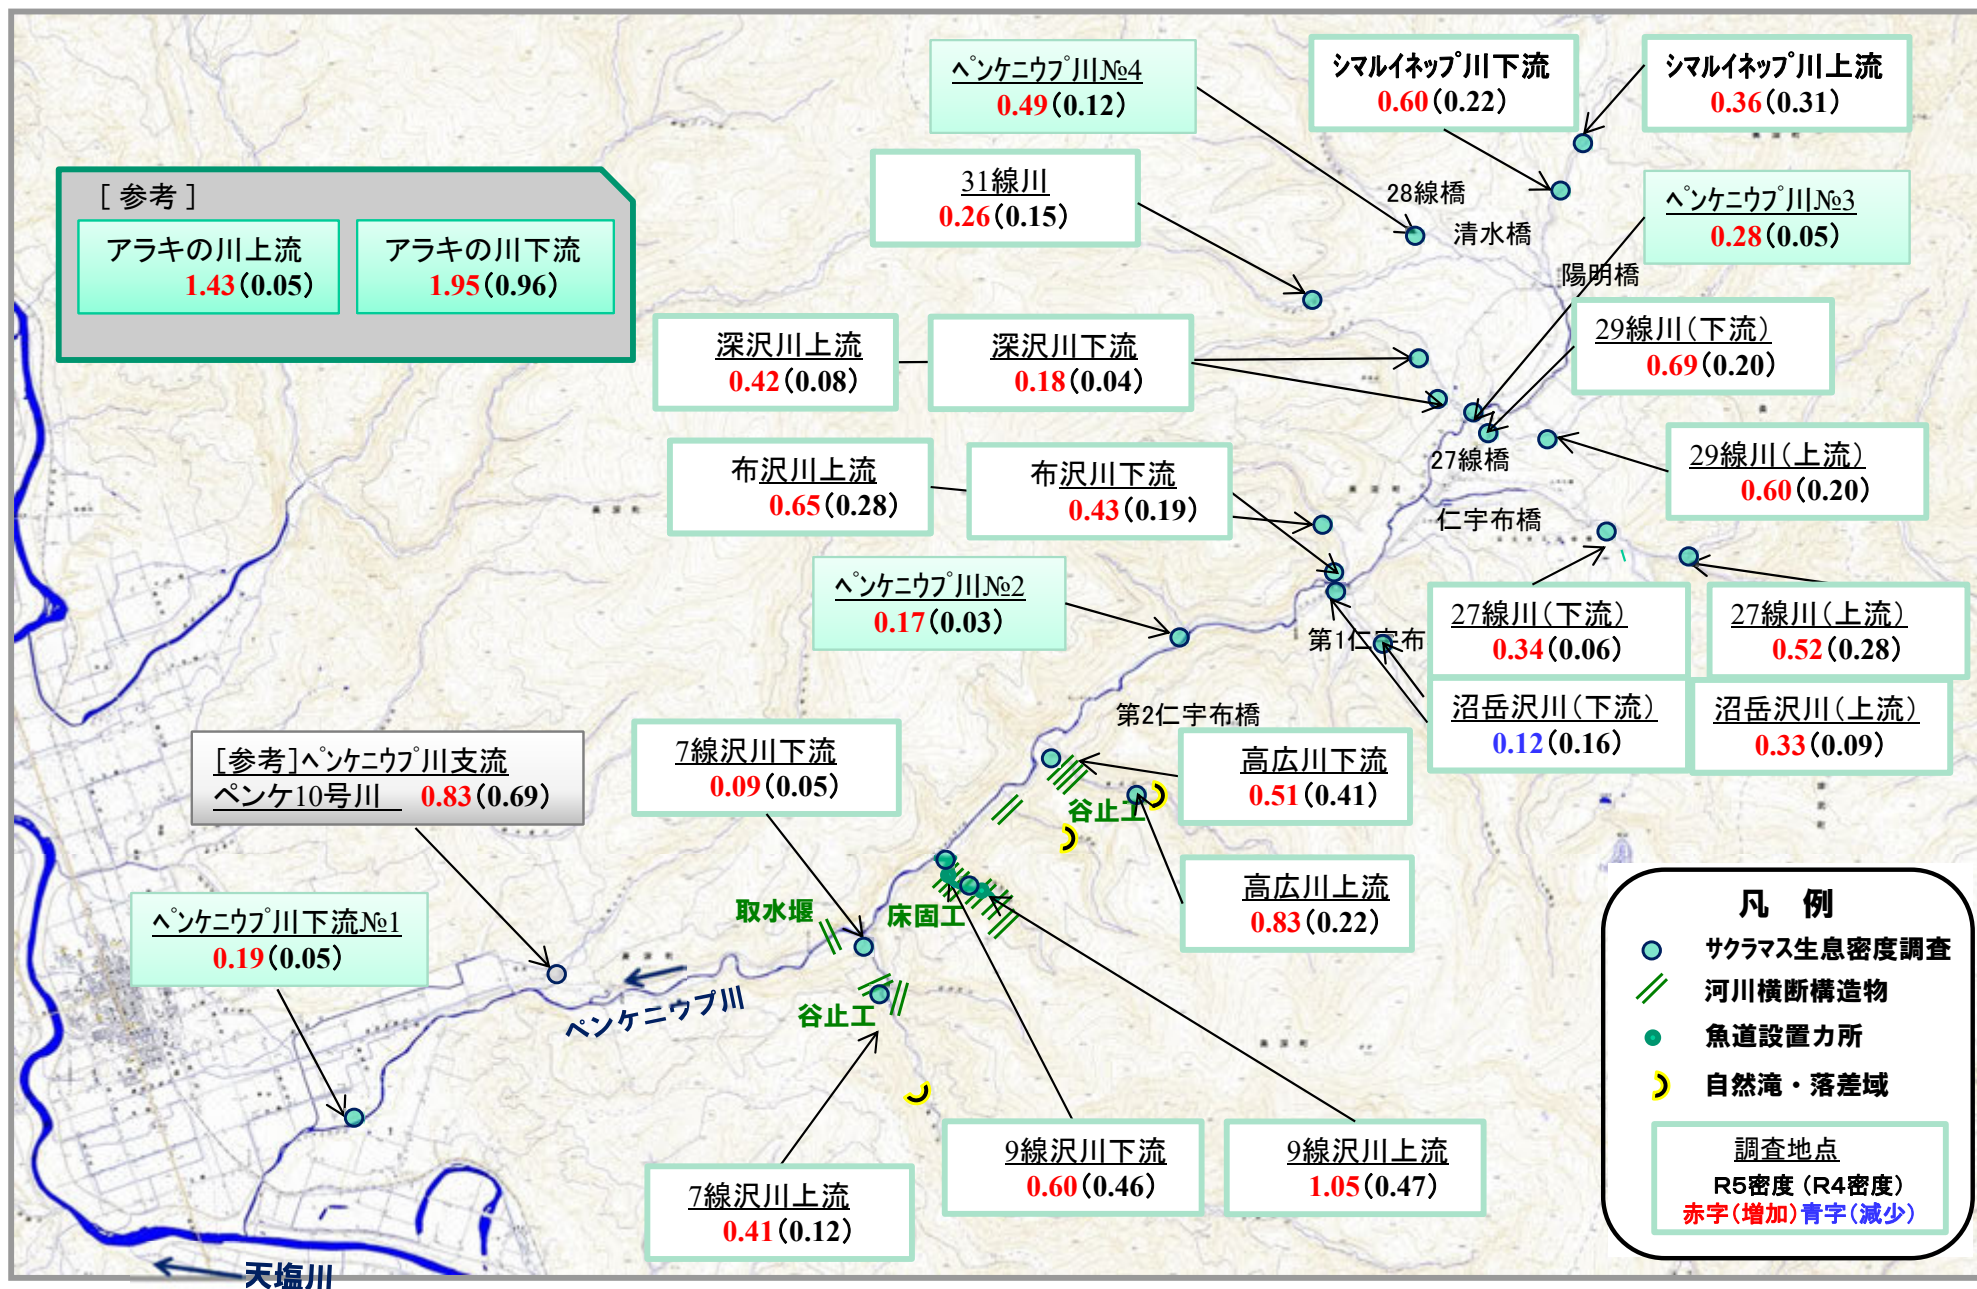 ペンケニウプ川№4
0.49(0.12)
シマルイネップ川下流
0.60(0.22)
シマルイネップ川上流
0.36(0.31)
[ 参考 ]
アラキの川上流
1.43(0.05)
アラキの川下流
1.95(0.96)
31線川
0.26(0.15)
28線橋
清水橋
ペンケニウプ川№3
0.28(0.05)
陽明橋
深沢川上流
0.42(0.08)
深沢川下流
0.18(0.04)
29線川(下流)
0.69(0.20)
布沢川上流
0.65(0.28)
布沢川下流
0.43(0.19)
27線橋
29線川(上流)
0.60(0.20)
仁宇布橋
ペンケニウプ川№2
0.17(0.03)
第1仁宇布
27線川(下流)
0.34(0.06)
27線川(上流)
0.52(0.28)
沼岳沢川(下流)
0.12(0.16)
沼岳沢川(上流)
0.33(0.09)
第2仁宇布橋
[参考]ペンケニウプ川支流
ペンケ10号川 0.83(0.69)
7線沢川下流
0.09(0.05)
高広川下流
0.51(0.41)
谷止工
高広川上流
0.83(0.22)
ペンケニウプ川下流№1
0.19(0.05)
取水堰
床固工
谷止工
ペンケニウプ川
9線沢川下流
0.60(0.46)
9線沢川上流
1.05(0.47)
7線沢川上流
0.41(0.12)
天塩川
凡 例
サクラマス生息密度調査
河川横断構造物
魚道設置カ所
自然滝・落差域
調査地点
R5密度 (R4密度)
赤字(増加)青字(減少)